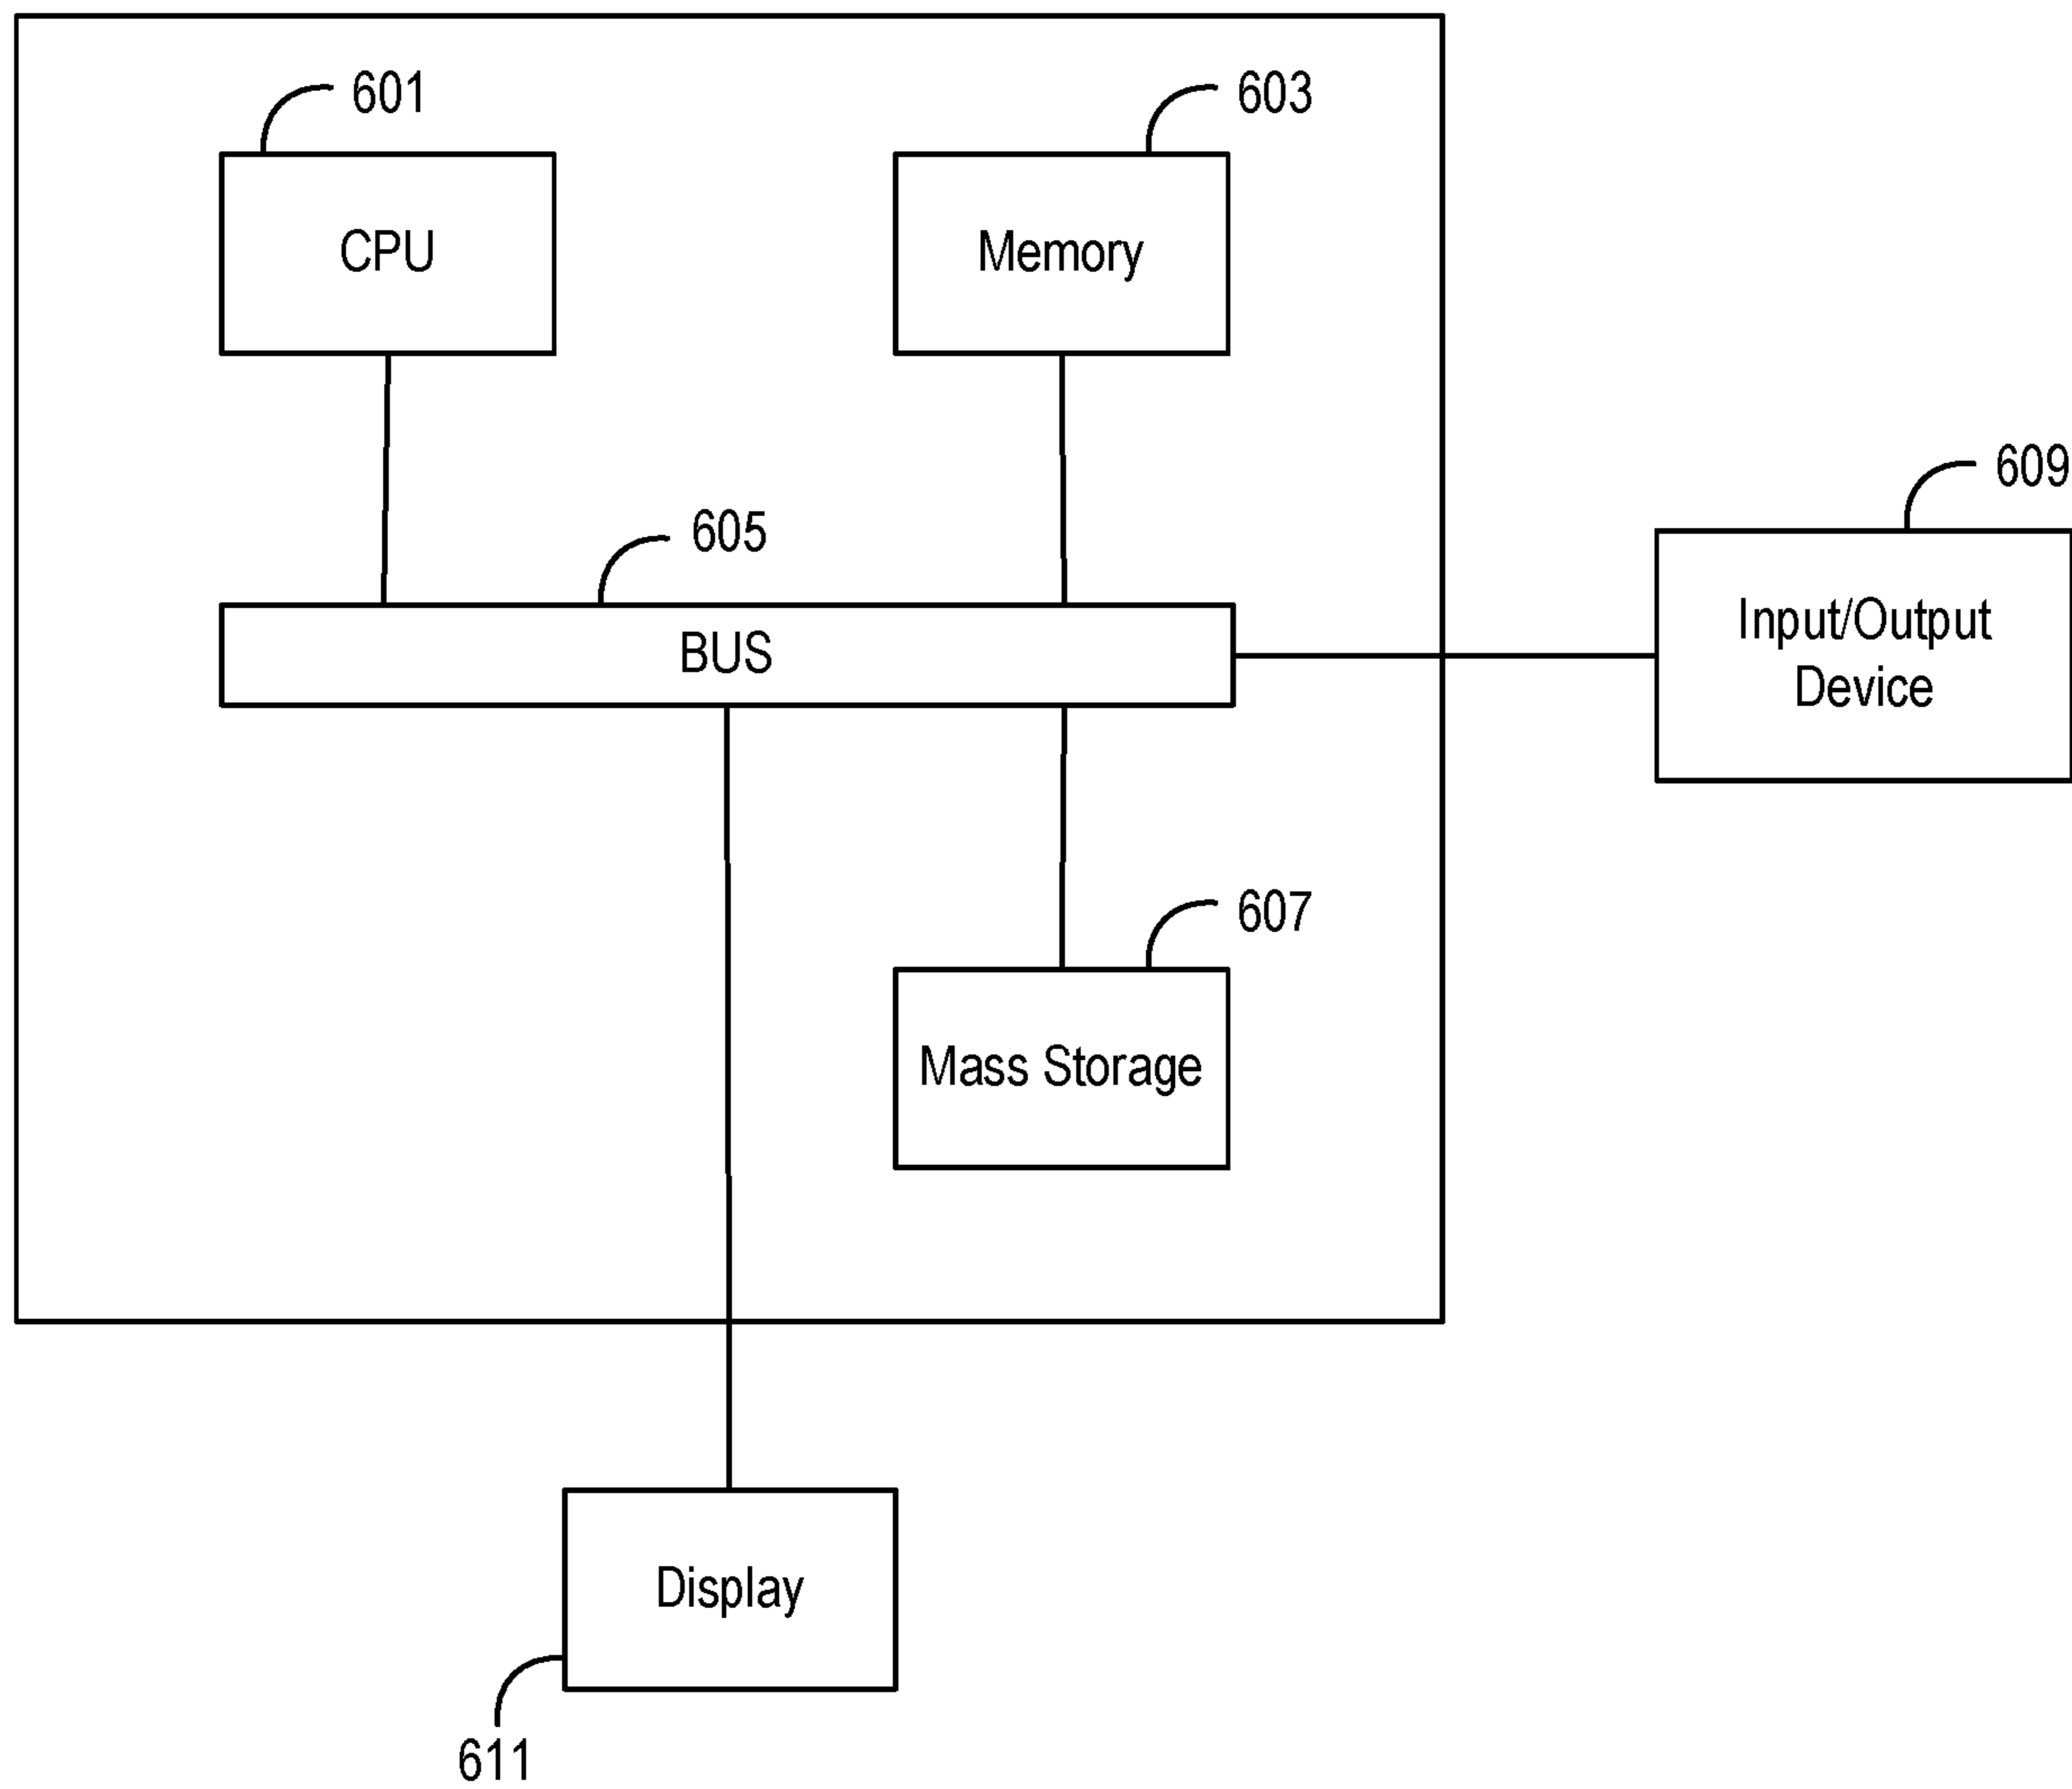 601
603
CPU
Memory
609
605
Input/Output
Device
BUS
607
Mass Storage
Display
611